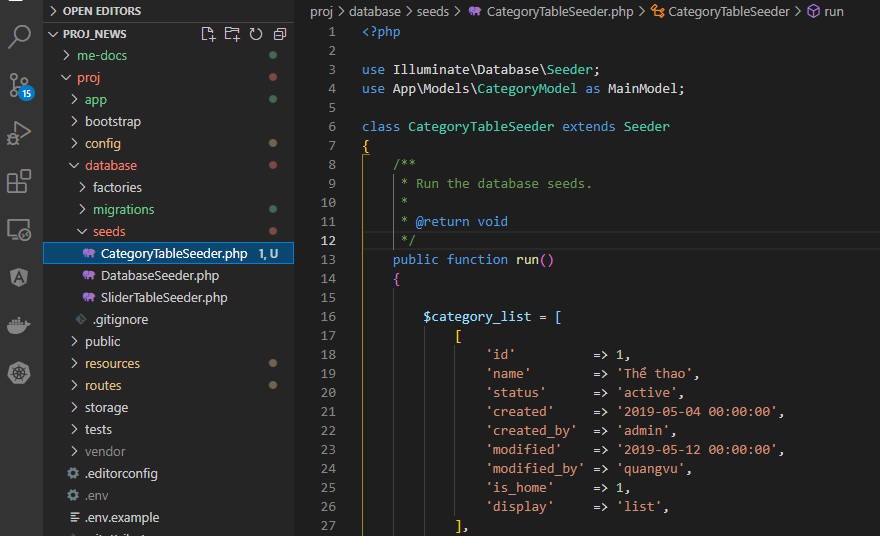 OPEN EDITORS
PROJ_NEWS
me-docs
proj
app
bootstrap
config
database
factories
migrations
seeds
CategoryTableSeeder.php 1, U
DatabaseSeeder.php
SliderTableSeeder.php
.gitignore
public
resources
routes
storage
tests
vendor
.editorconfig
.env
.env.example
15
proj > database > seeds > CategoryTableSeeder.php > CategoryTableSeeder > run
1 <?php
2
3 use Illuminate\Database\Seeder;
4 use App\Models\CategoryModel as MainModel;
5
6 class CategoryTableSeeder extends Seeder
7 {
8 /**
9 * Run the database seeds.
10 *
11 * @return void
12 */
13 public function run()
14 {
15
16 $category_list = [
17 [
18 'id' => 1,
19 'name' => 'Thể thao',
20 'status' => 'active',
21 'created' => '2019-05-04 00:00:00',
22 'created_by' => 'admin',
23 'modified' => '2019-05-12 00:00:00',
24 'modified_by' => 'quangvu',
25 'is_home' => 1,
26 'display' => 'list',
27 ],